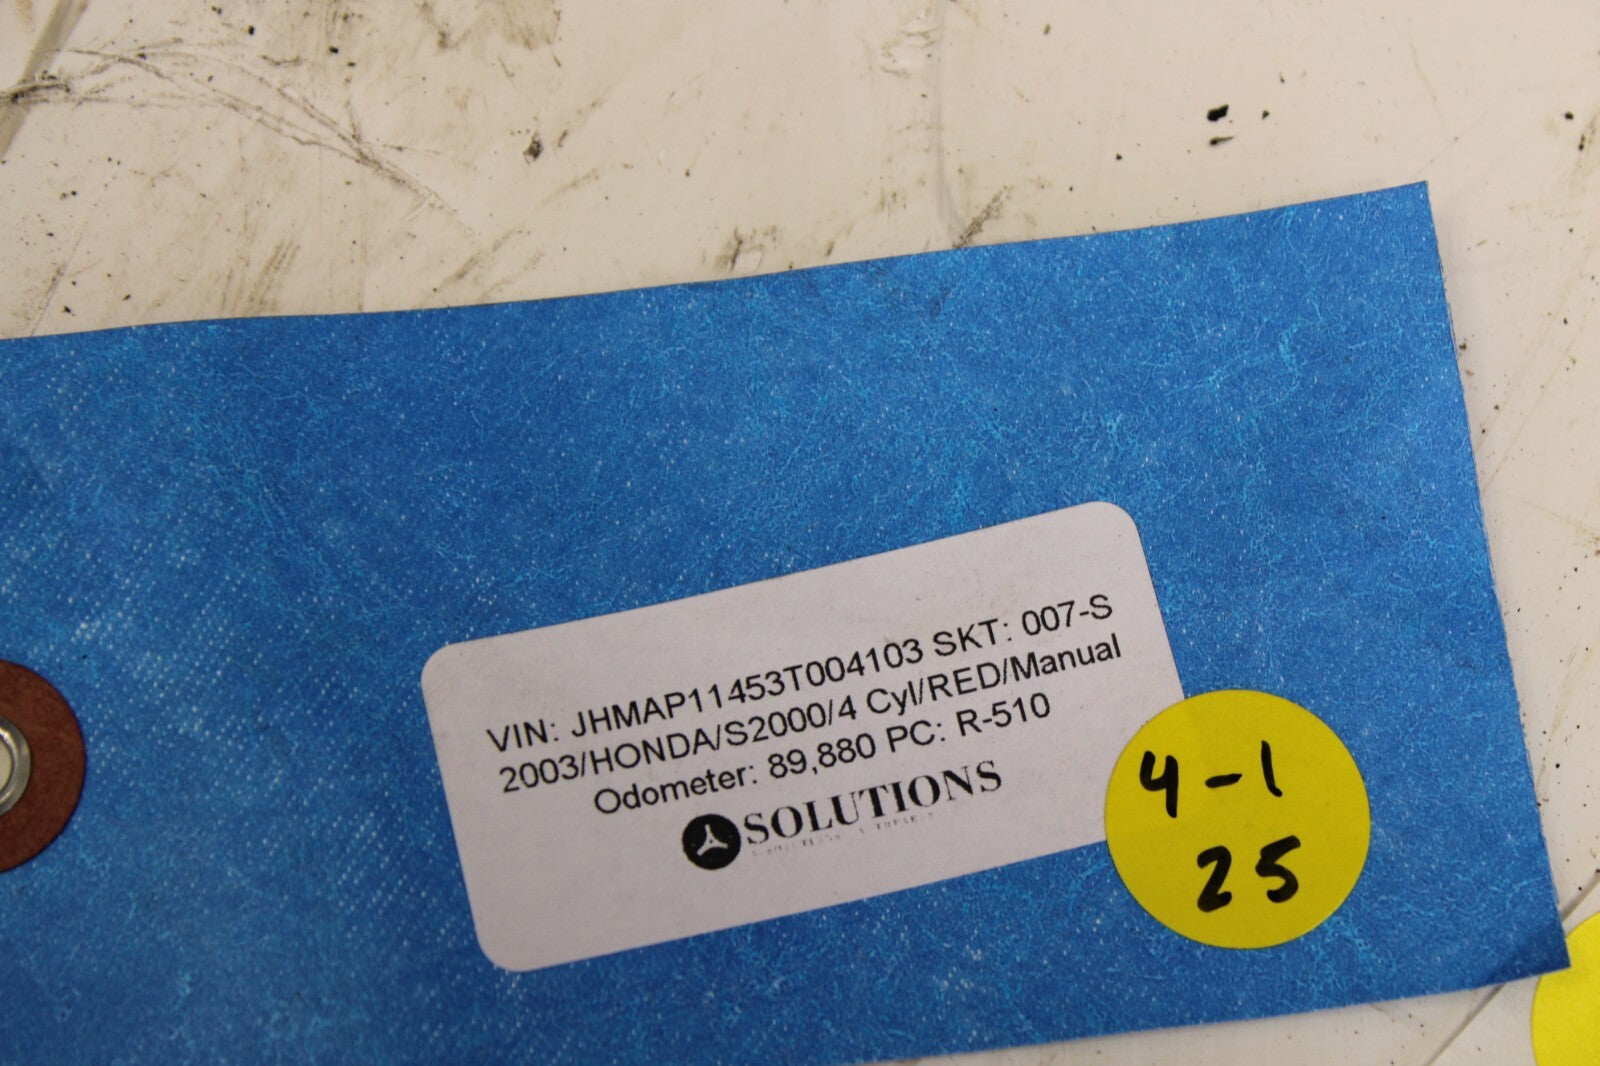 VIN: JHMAP11453T004103 SKT: 007-S
2003/HONDA/S2000/4 Cyl/RED/Manual
Odometer: 89,880 PC: R-510
SOLUTIONS
4-1
25